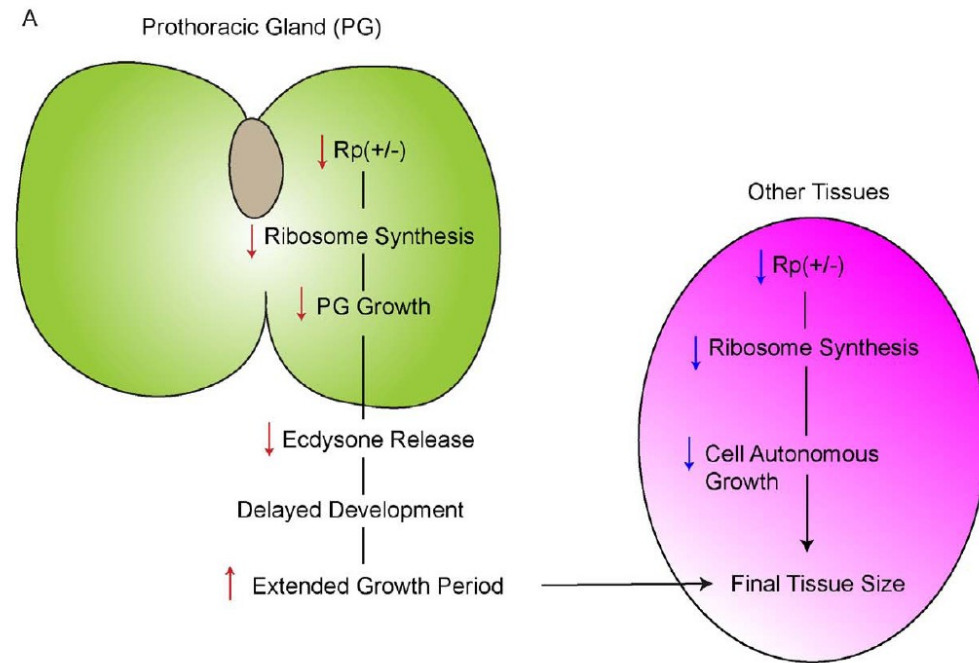 A
Prothoracic Gland (PG)
Rp(+/-)
Ribosome Synthesis
PG Growth
Ecdysone Release
Delayed Development
Extended Growth Period
Other Tissues
Rp(+/-)
Ribosome Synthesis
Cell Autonomous
Growth
Final Tissue Size